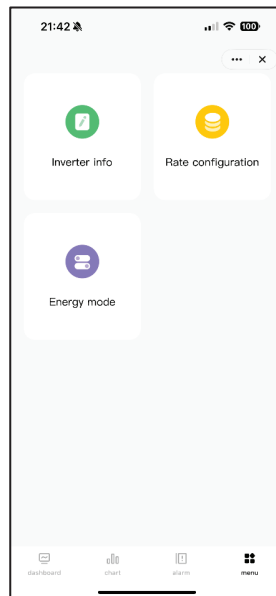 21:42
100
Inverter info
Rate configuration
Energy mode
dashboard
chart
alarm
menu